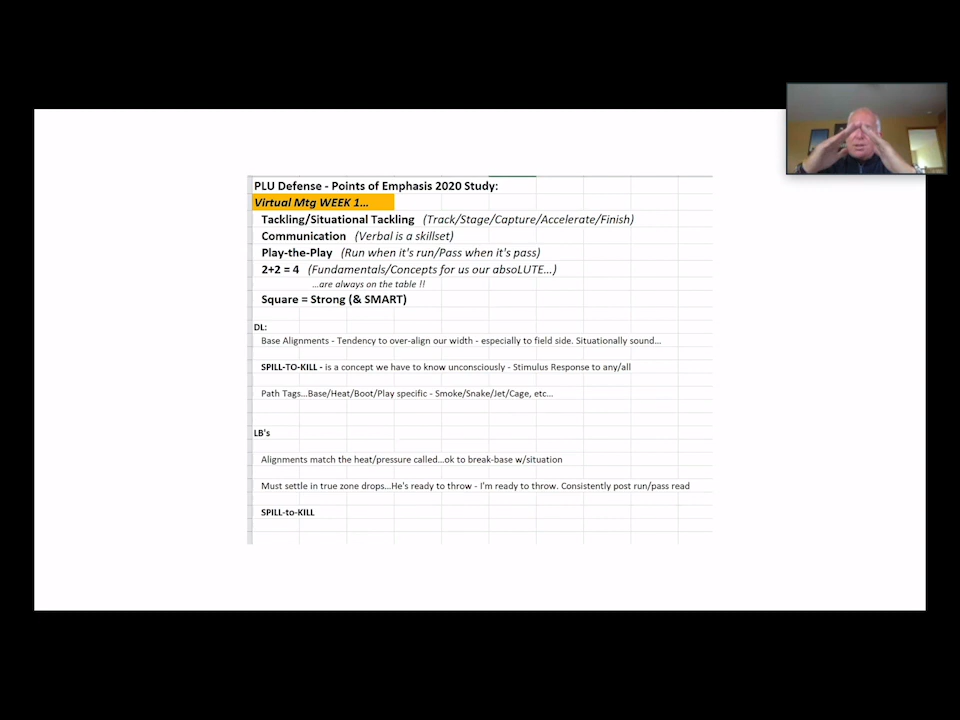 PLU Defense - Points of Emphasis 2020 Study:
Virtual Mtg WEEK 1...
Tackling/Situational Tackling (Track/Stage/Capture/Accelerate/Finish)
Communication (Verbal is a skillset)
Play-the-Play (Run when it's run/Pass when it's pass)
2+2 = 4 (Fundamentals/Concepts for us our absoLUTE...)
...are always on the table !!
Square = Strong (& SMART)
DL:
Base Alignments - Tendency to over-align our width - especially to field side. Situationally sound...
SPILL-TO-KILL - is a concept we have to know unconsciously - Stimulus Response to any/all
Path Tags...Base/Heat/Boot/Play specific - Smoke/Snake/Jet/Cage, etc...
LB's
Alignments match the heat/pressure called...ok to break-base w/situation
Must settle in true zone drops...He's ready to throw - I'm ready to throw. Consistently post run/pass read
SPILL-to-KILL